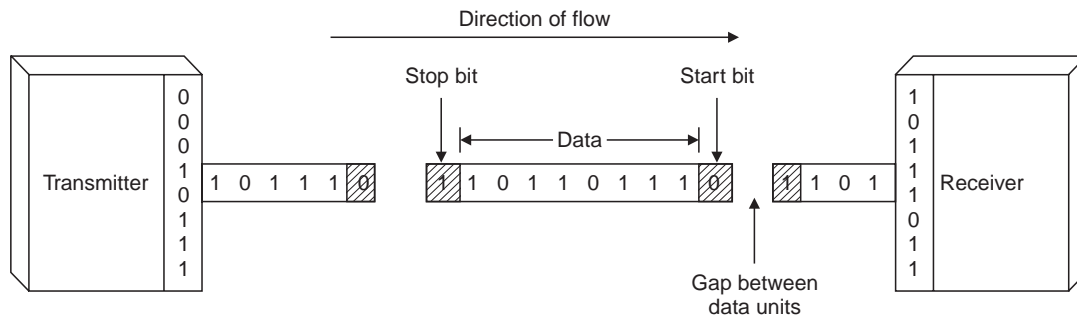 Direction of flow
Stop bit
Start bit
Data
Transmitter
0
0
0
1
0
1
1
1
1 0 1 1 1 0
1 1 0 1 1 0 1 1 1 0
1 1 0 1
1
0
1
1
1
0
1
1
Receiver
Gap between
data units